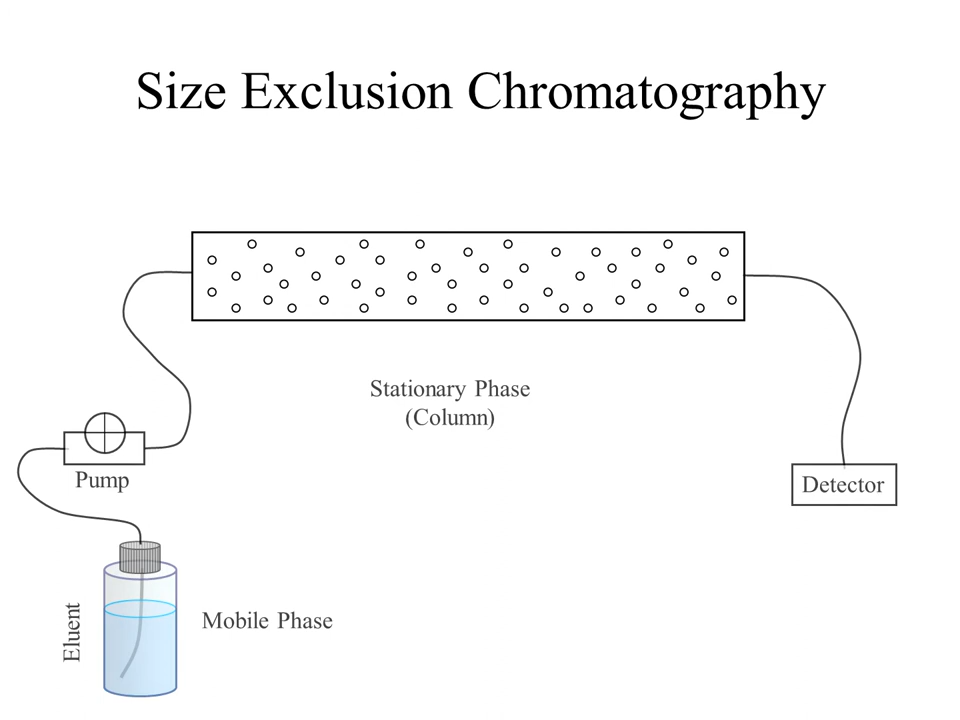 Size Exclusion Chromatography
Stationary Phase
(Column)
Pump
Detector
Eluent
Mobile Phase